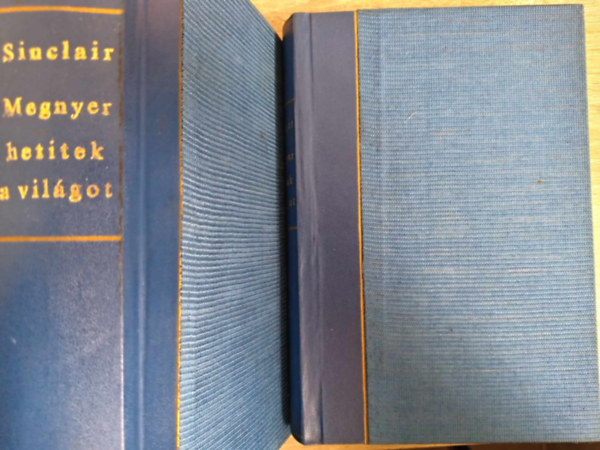 Sinclair
Megnyer
hetitek
a világot